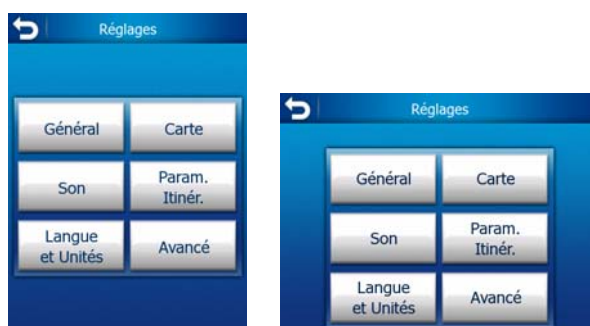 Réglages
Général
Carte
Son
Param.
Itinér.
Langue
et Unités
Avancé
Réglages
Général
Carte
Son
Param.
Itinér.
Langue
et Unités
Avancé